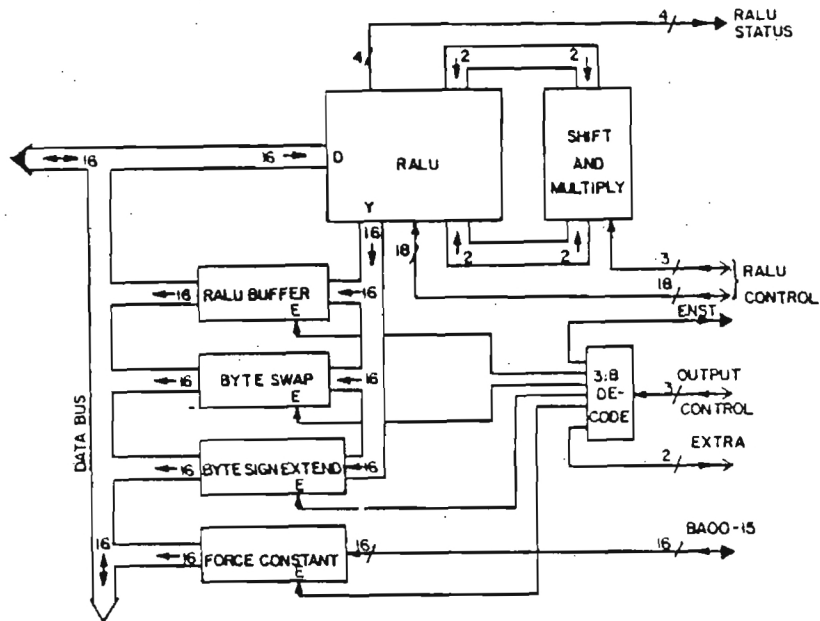 4 RALU
STATUS
4
2 2
SHIFT
AND
MULTIPLY
16 16 D RALU
Y
16
18
2 2
3 RALU
18 CONTROL
ENST
16 RALU BUFFER 16
E
16 BYTE SWAP 16
E
3:8
DE-
CODE
3 OUTPUT
CONTROL
EXTRA
2
DATA BUS
16 BYTE SIGN EXTEND 16
E
16
16 FORCE CONSTANT 16 16 BA00-15
E